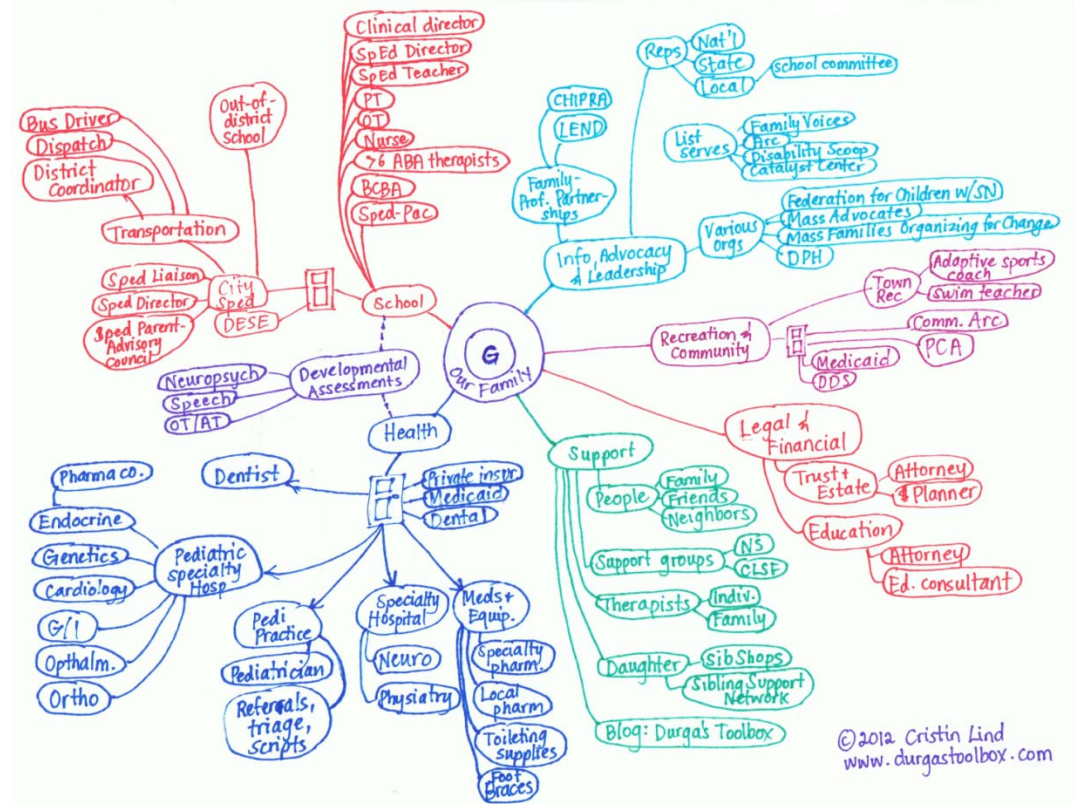 Clinical director
SpEd Director
SpEd Teacher
PT
OT
Nurse
>6 ABA therapists
BCBA
Sped-Pac
School
Out-of-
district
School
Bus Driver
Dispatch
District
Coordinator
Transportation
Sped Liaison
Sped Director
Sped Parent-
Advisory
Council
City
Sped
DESE
Neuropsych
Speech
OT/AT
Developmental
Assessments
Health
Reps
Nat'l
State
Local
school committee
CHIPRA
LEND
Family-
Prof. Partner-
ships
List
serves
Family Voices
Arc
Disability Scoop
Catalyst Center
Various
orgs
Federation for Children w/SN
Mass Advocates
Mass Families Organizing for Change
DPH
Info, Advocacy
& Leadership
G
Our Family
Recreation &
Community
Town
Rec
Adaptive sports
coach
Swim teacher
Comm. Arc
PCA
Medicaid
DDS
Legal &
Financial
Trust +
Estate
Attorney
$ Planner
Education
Attorney
Ed. consultant
Support
People
Family
Friends
Neighbors
Support groups
NS
CLSF
Therapists
Indiv.
Family
Daughter
SibShops
Sibling Support
Network
Blog: Durga's Toolbox
Dentist
Private insur
Medicaid
Dental
Pharma co.
Endocrine
Genetics
Cardiology
G/I
Opthalm.
Ortho
Pediatric
specialty
Hosp
Pedi
Practice
Pediatrician
Referrals,
triage,
scripts
Specialty
Hospital
Neuro
Physiatry
Meds +
Equip.
Specialty
pharm.
Local
pharm
Toileting
supplies
Foot
Braces
©2012 Cristin Lind
www.durgastoolbox.com